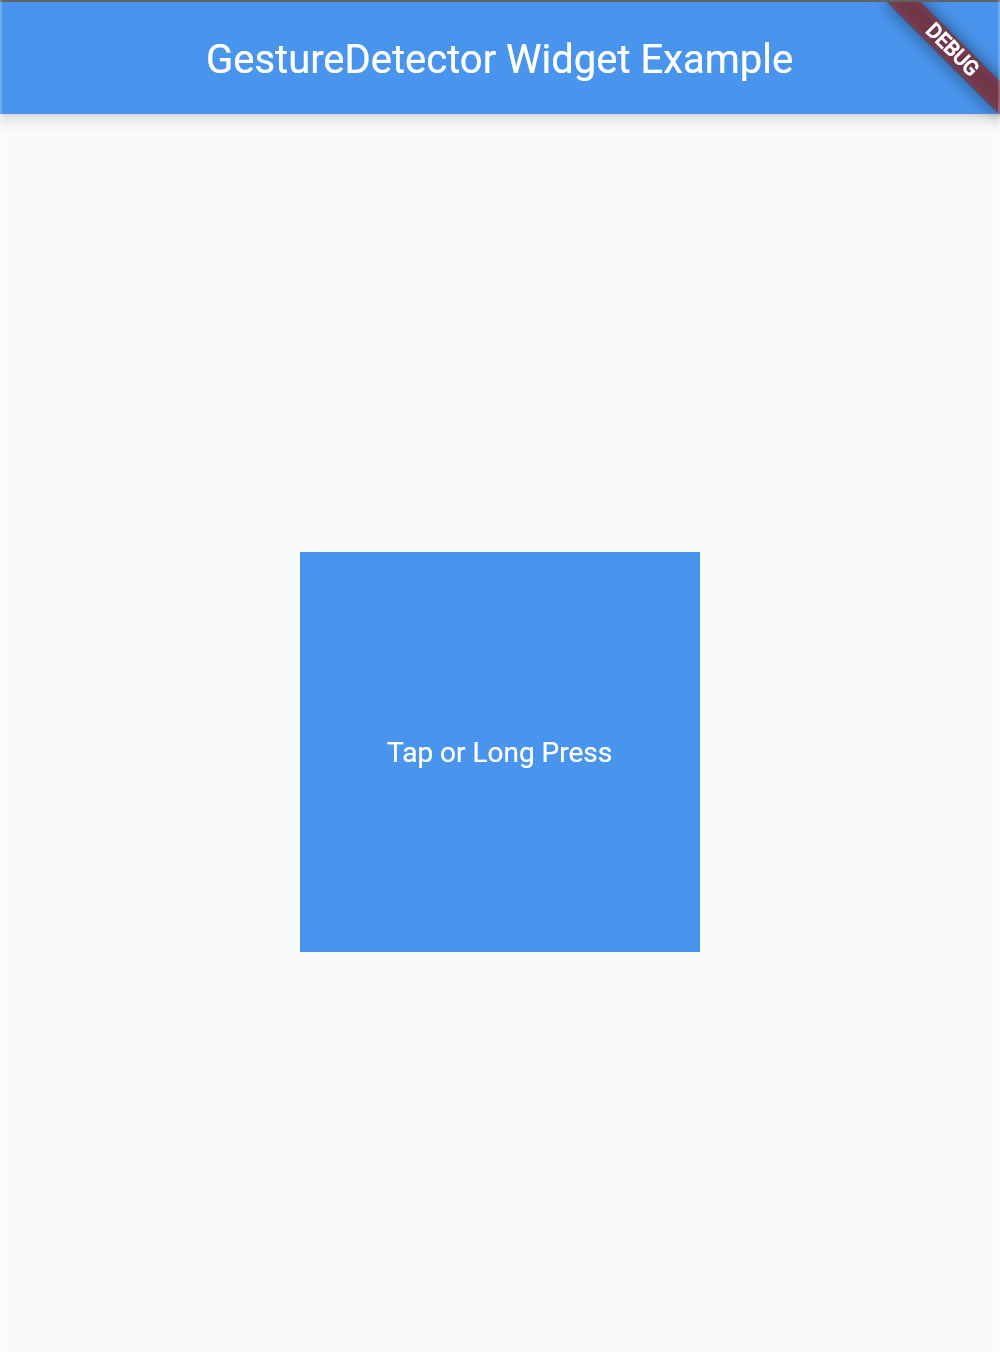 GestureDetector Widget Example
DEBUG
Tap or Long Press